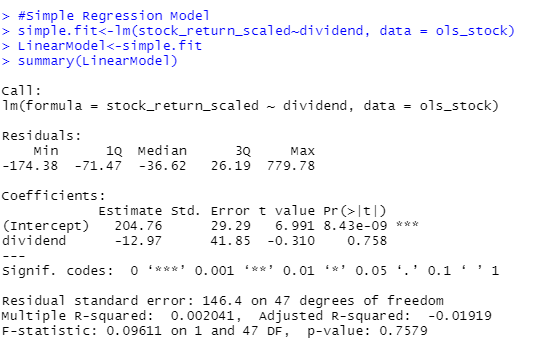 > #Simple Regression Model
> simple.fit<-lm(stock_return_scaled~dividend, data = ols_stock)
> LinearModel<-simple.fit
> summary(LinearModel)
Call:
lm(formula = stock_return_scaled ~ dividend, data = ols_stock)
Residuals:
    Min      1Q  Median      3Q     Max
-174.38  -71.47  -36.62   26.19  779.78
Coefficients:
            Estimate Std. Error t value Pr(>|t|)
(Intercept)   204.76      29.29   6.991 8.43e-09 ***
dividend      -12.97      41.85  -0.310    0.758
---
Signif. codes:  0 ‘***’ 0.001 ‘**’ 0.01 ‘*’ 0.05 ‘.’ 0.1 ‘ ’ 1
Residual standard error: 146.4 on 47 degrees of freedom
Multiple R-squared:  0.002041,  Adjusted R-squared:  -0.01919
F-statistic: 0.09611 on 1 and 47 DF,  p-value: 0.7579